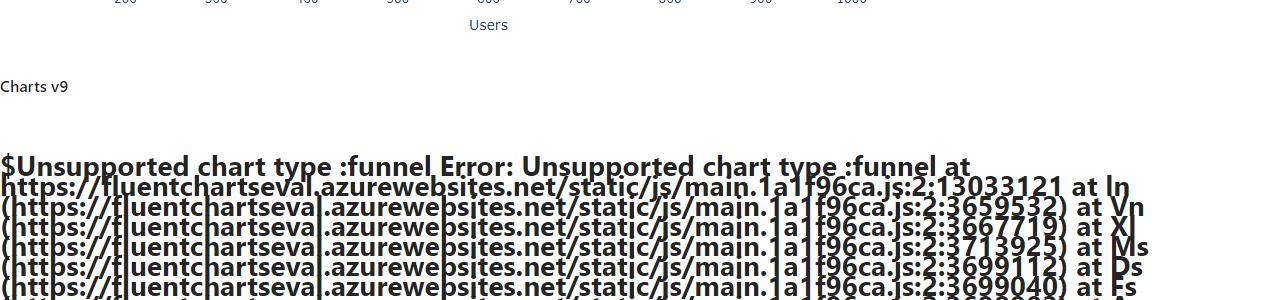 200 300 400 500 600 700 800 900 1000
Users
Charts v9
$Unsupported chart type :funnel Error: Unsupported chart type :funnel at
https://fluentchartseval.azurewebsites.net/static/js/main.1a1f96ca.js:2:13033121 at In
(https://fluentchartseval.azurewebsites.net/static/js/main.1a1f96ca.js:2:3659532) at Vn
(https://fluentchartseval.azurewebsites.net/static/js/main.1a1f96ca.js:2:3667719) at Xl
(https://fluentchartseval.azurewebsites.net/static/js/main.1a1f96ca.js:2:3713925) at Ms
(https://fluentchartseval.azurewebsites.net/static/js/main.1a1f96ca.js:2:3699112) at Ds
(https://fluentchartseval.azurewebsites.net/static/js/main.1a1f96ca.js:2:3699040) at Fs